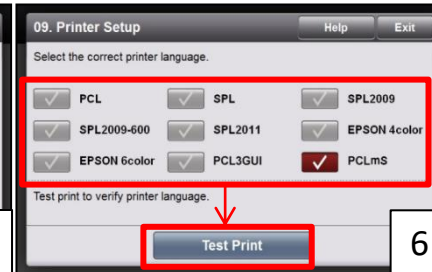 09. Printer Setup Help Exit
Select the correct printer language.
PCL SPL SPL2009
SPL2009-600 SPL2011 EPSON 4color
EPSON 6color PCL3GUI PCLmS
Test print to verify printer language.
Test Print
6